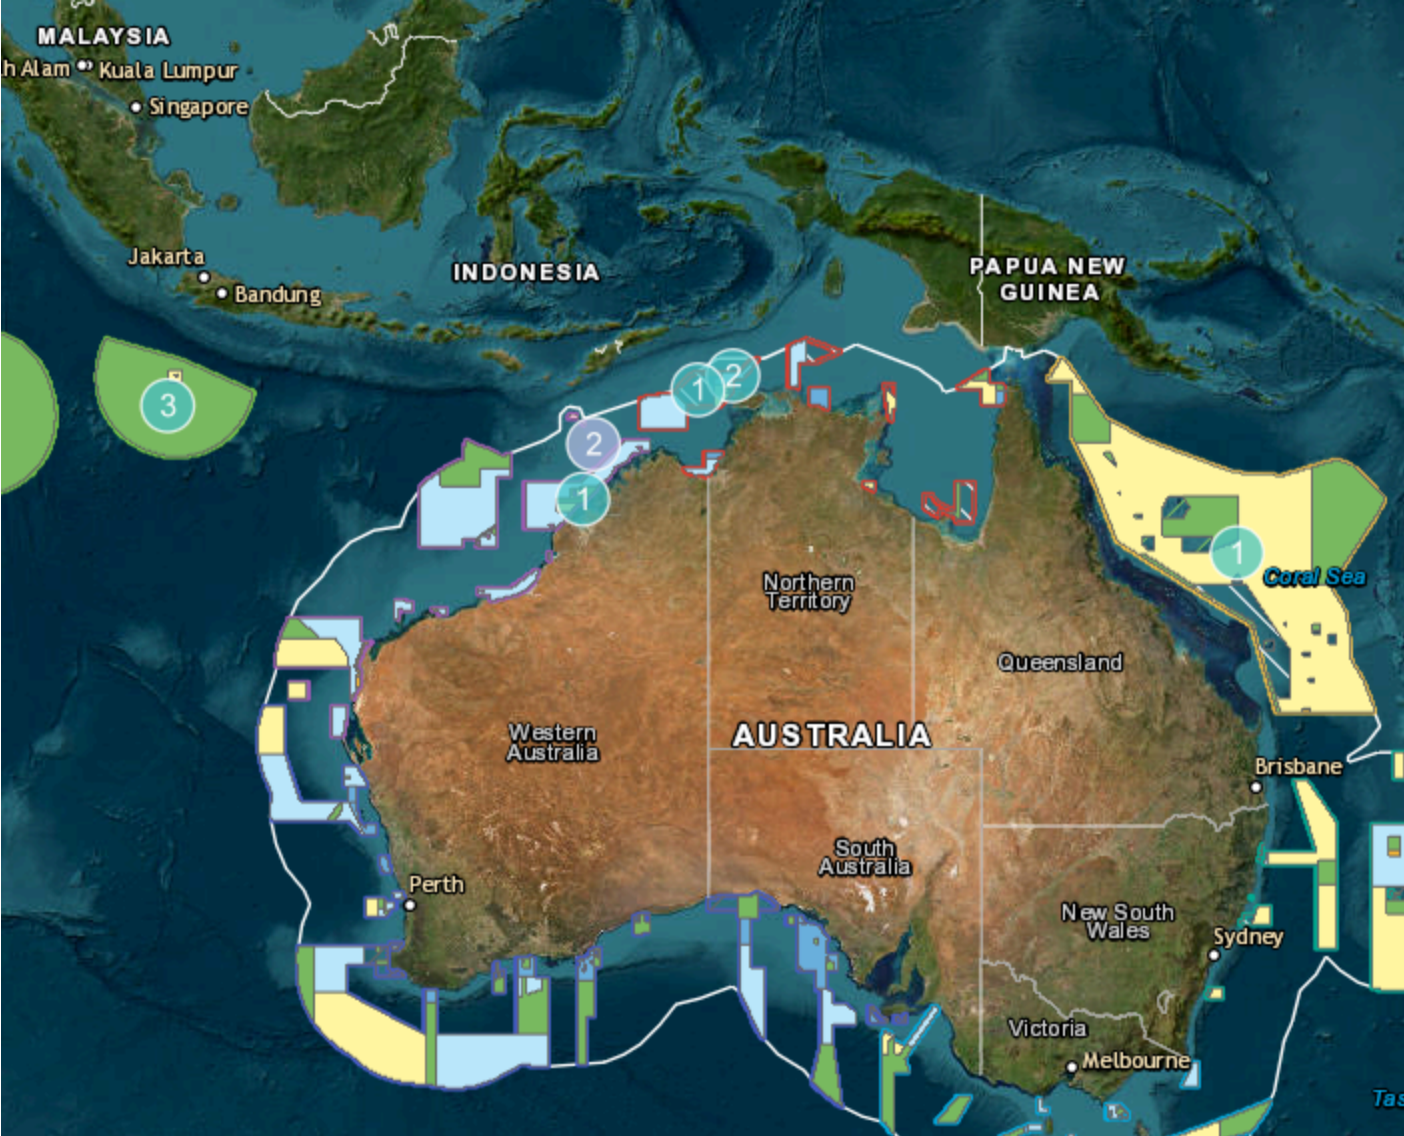 MALAYSIA
h Alam
Kuala Lumpur
Singapore
Jakarta
Bandung
INDONESIA
PAPUA NEW
GUINEA
1
2
3
2
1
1
Coral Sea
Northern
Territory
Queensland
Western
Australia
AUSTRALIA
Brisbane
South
Australia
Perth
New South
Wales
Sydney
Victoria
Melbourne
Tas